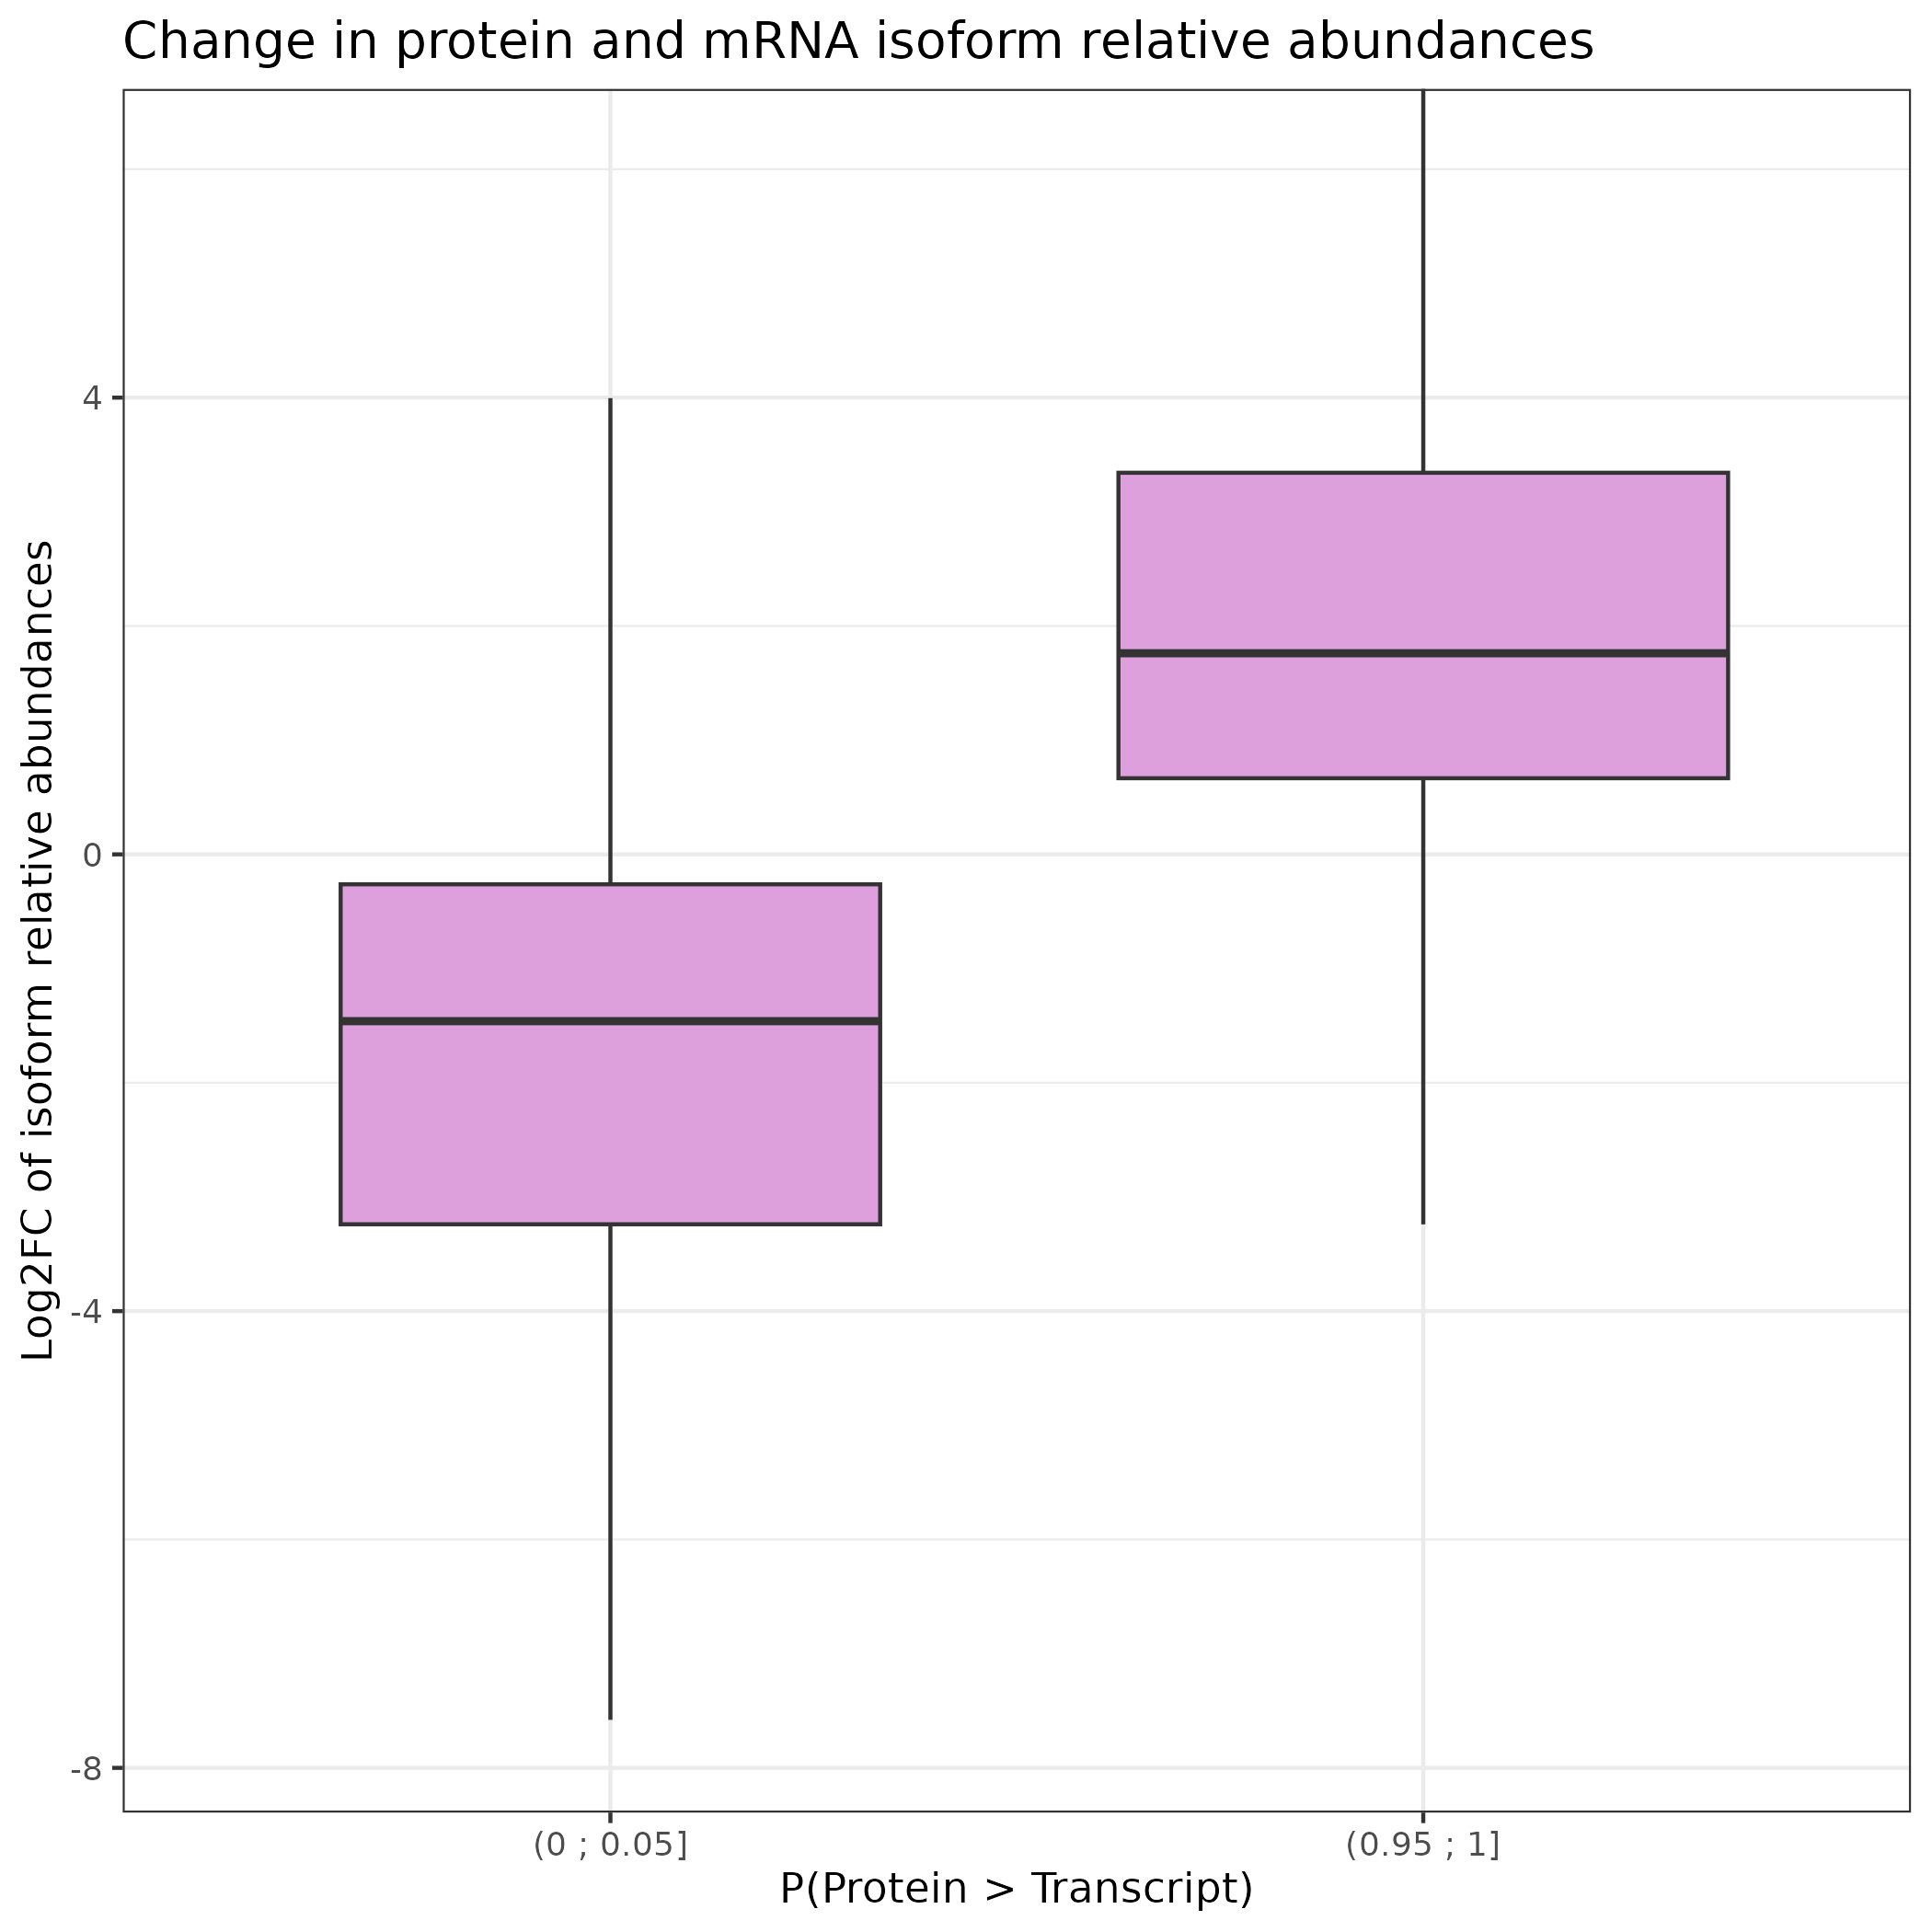 Change in protein and mRNA isoform relative abundances
Log2FC of isoform relative abundances
4
0
-4
-8
(0 ; 0.05]
(0.95 ; 1]
P(Protein > Transcript)